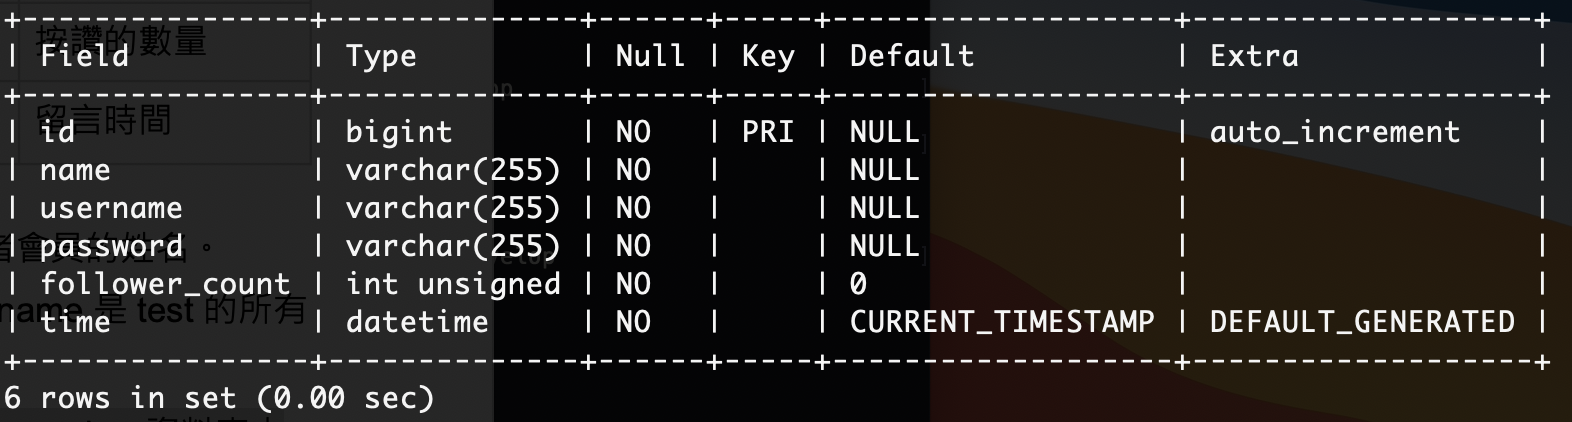 +-----------------+--------------+------+-----+-------------------+-------------------+
| Field           | Type         | Null | Key | Default           | Extra             |
+-----------------+--------------+------+-----+-------------------+-------------------+
| id              | bigint       | NO   | PRI | NULL              | auto_increment    |
| name            | varchar(255) | NO   |     | NULL              |                   |
| username        | varchar(255) | NO   |     | NULL              |                   |
| password        | varchar(255) | NO   |     | NULL              |                   |
| follower_count  | int unsigned | NO   |     | 0                 |                   |
| time            | datetime     | NO   |     | CURRENT_TIMESTAMP | DEFAULT_GENERATED |
+-----------------+--------------+------+-----+-------------------+-------------------+
6 rows in set (0.00 sec)
按讚的數量
留言時間
會員的姓名。
name 是 test 的所有